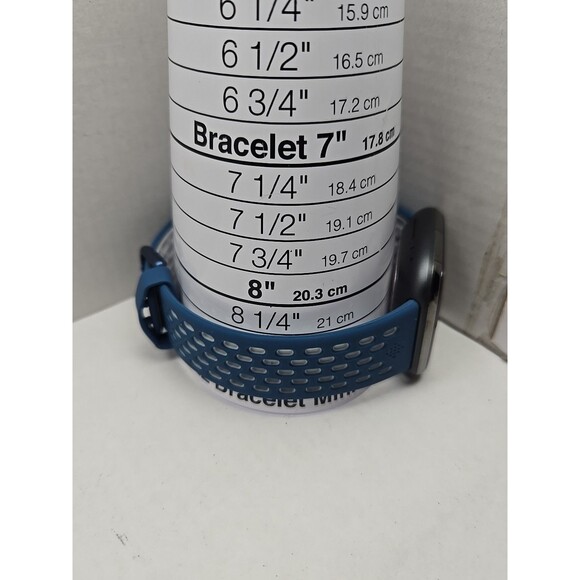 6 1/4" 15.9 cm
6 1/2" 16.5 cm
6 3/4" 17.2 cm
Bracelet 7" 17.8 cm
7 1/4" 18.4 cm
7 1/2" 19.1 cm
7 3/4" 19.7 cm
8" 20.3 cm
8 1/4" 21 cm
Bracelet